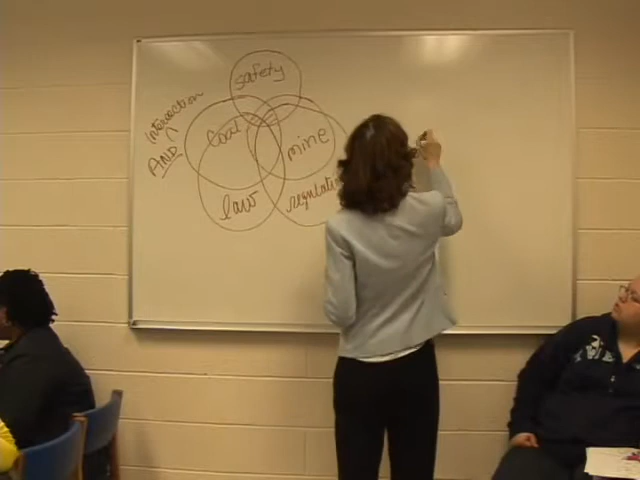 safety
intersection
AND
coal
mine
law
regulation